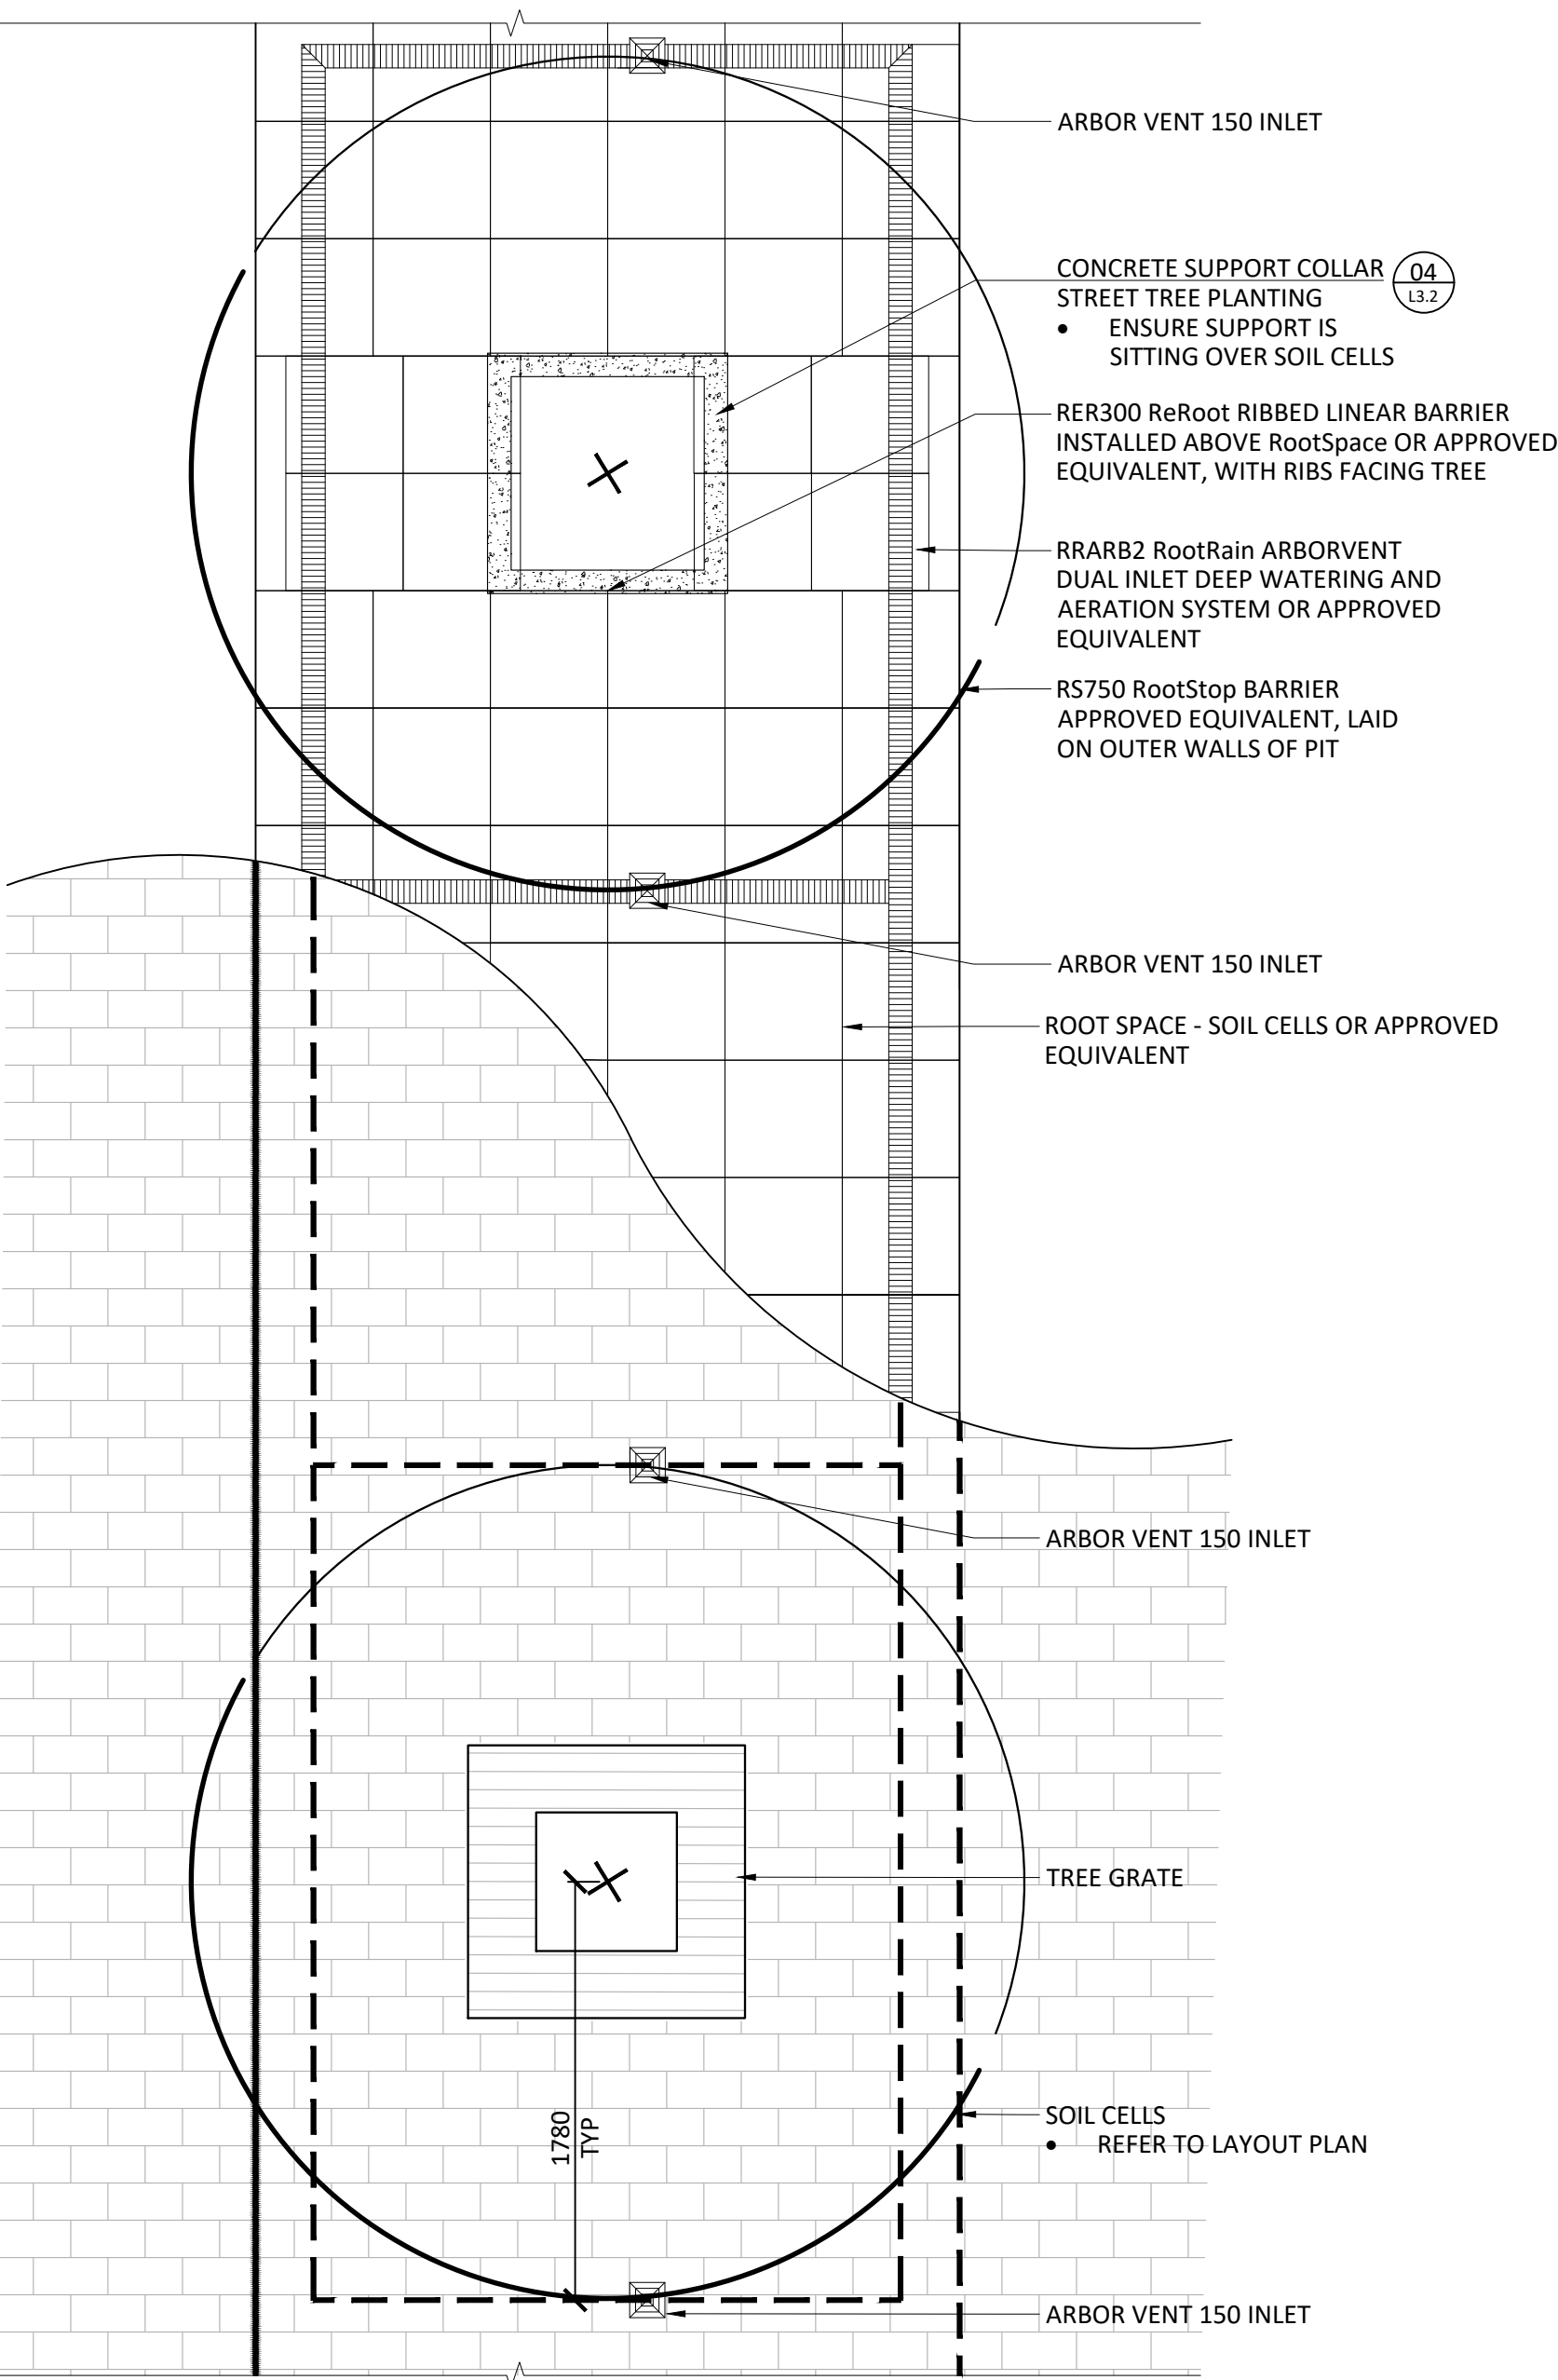 ARBOR VENT 150 INLET
CONCRETE SUPPORT COLLAR
STREET TREE PLANTING
• ENSURE SUPPORT IS
SITTING OVER SOIL CELLS
04
L3.2
RER300 ReRoot RIBBED LINEAR BARRIER
INSTALLED ABOVE RootSpace OR APPROVED
EQUIVALENT, WITH RIBS FACING TREE
RRARB2 RootRain ARBORVENT
DUAL INLET DEEP WATERING AND
AERATION SYSTEM OR APPROVED
EQUIVALENT
RS750 RootStop BARRIER
APPROVED EQUIVALENT, LAID
ON OUTER WALLS OF PIT
ARBOR VENT 150 INLET
ROOT SPACE - SOIL CELLS OR APPROVED
EQUIVALENT
ARBOR VENT 150 INLET
TREE GRATE
1780
TYP
SOIL CELLS
• REFER TO LAYOUT PLAN
ARBOR VENT 150 INLET